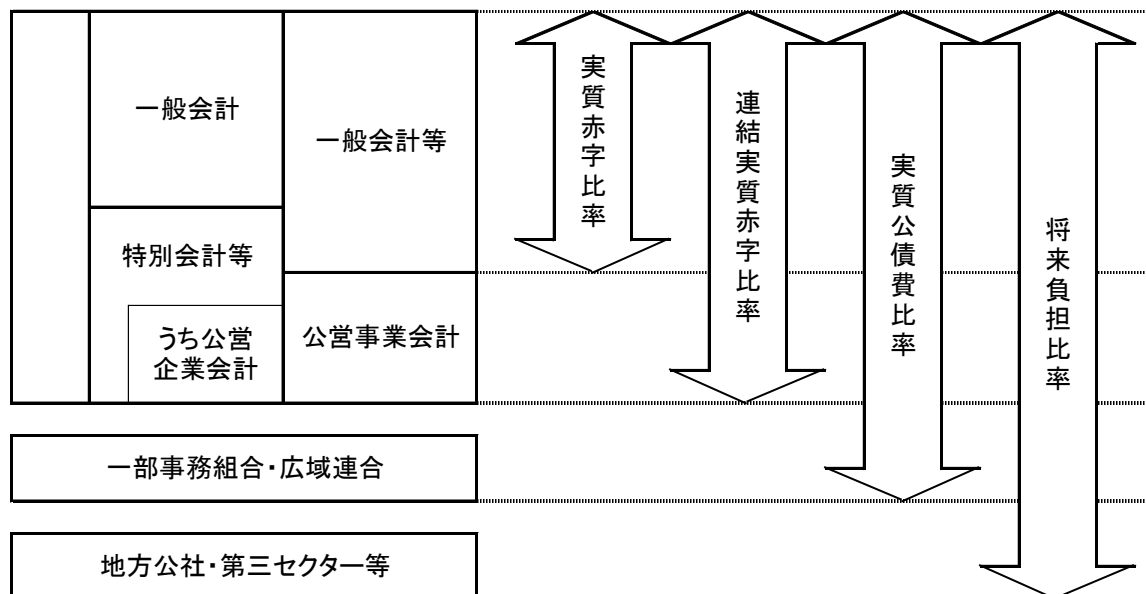 一般会計
一般会計等
特別会計等
うち公営
企業会計
公営事業会計
一部事務組合・広域連合
地方公社・第三セクター等
実質赤字比率
連結実質赤字比率
実質公債費比率
将来負担比率